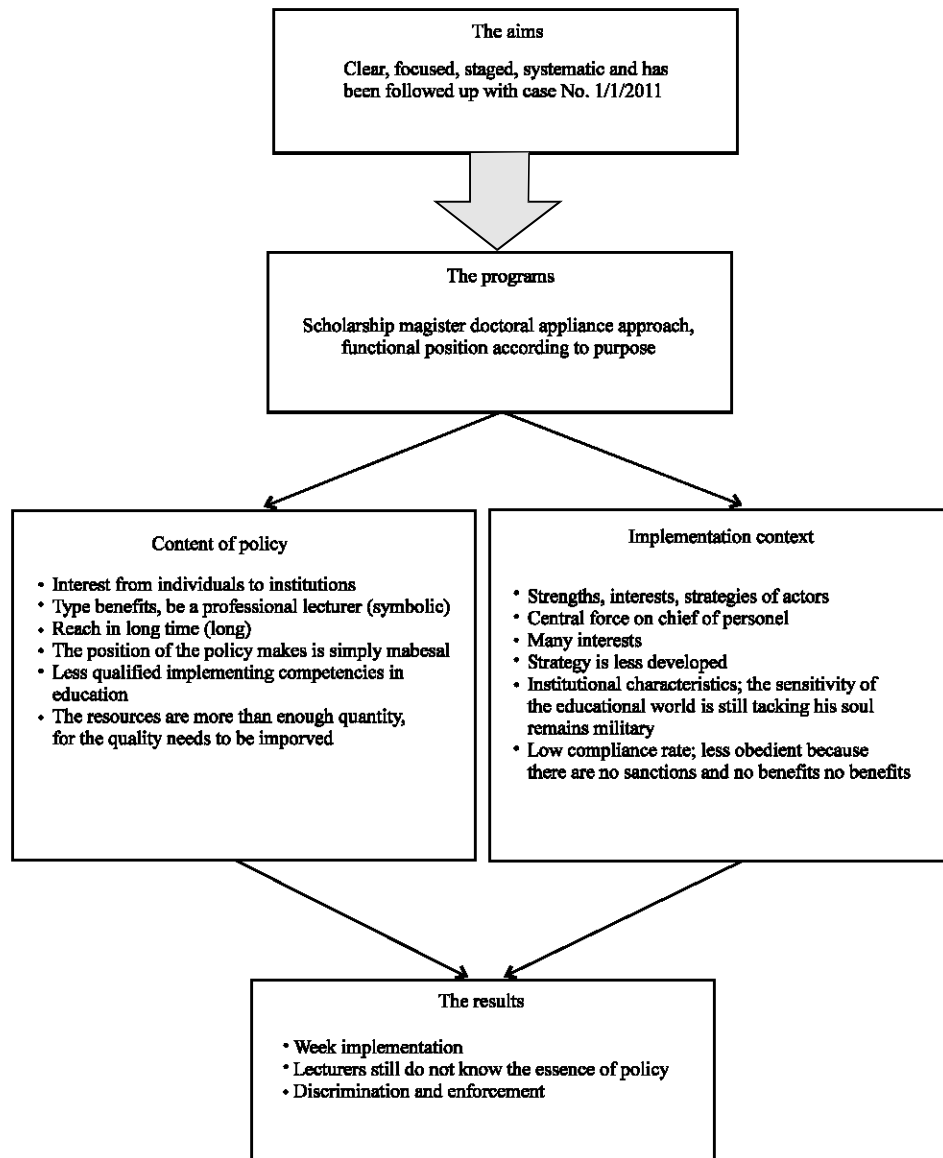 The aims
Clear, focused, staged, systematic and has
been followed up with case No. 1/1/2011
The programs
Scholarship magister doctoral appliance approach,
functional position according to purpose
Content of policy
• Interest from individuals to institutions
• Type benefits, be a professional lecturer (symbolic)
• Reach in long time (long)
• The position of the policy makes is simply mabesal
• Less qualified implementing competencies in
education
• The resources are more than enough quantity,
for the quality needs to be imporved
Implementation context
• Strengths, interests, strategies of actors
• Central force on chief of personel
• Many interests
• Strategy is less developed
• Institutional characteristics; the sensitivity of
the educational world is still tacking his soul
remains military
• Low compliance rate; less obedient because
there are no sanctions and no benefits no benefits
The results
• Week implementation
• Lecturers still do not know the essence of policy
• Discrimination and enforcement